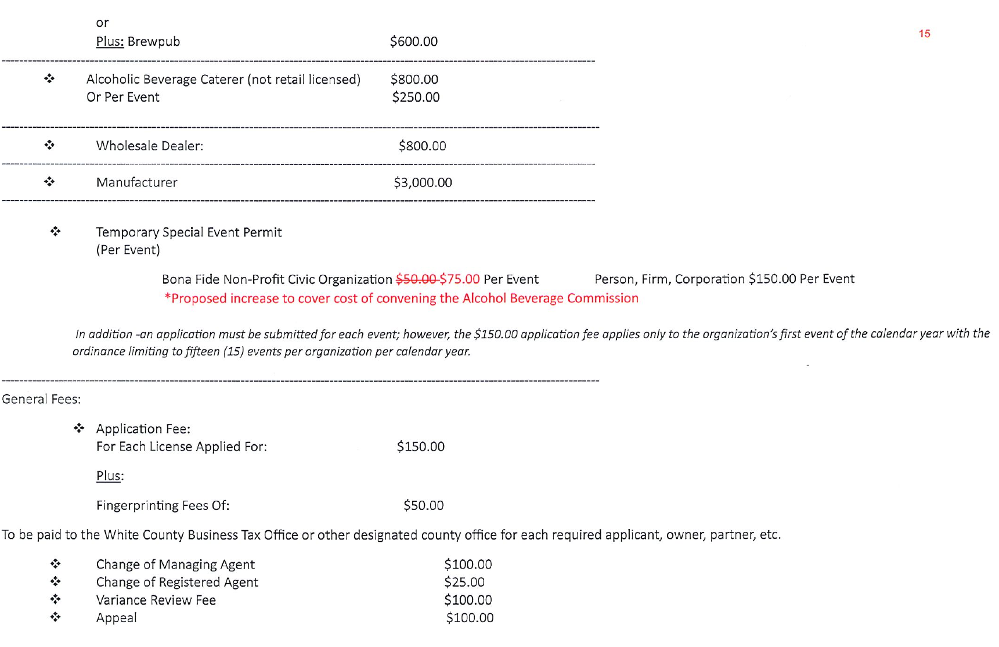 or
15
Plus: Brewpub $600.00
❖ Alcoholic Beverage Caterer (not retail licensed) $800.00
Or Per Event $250.00
❖ Wholesale Dealer: $800.00
❖ Manufacturer $3,000.00
❖ Temporary Special Event Permit
(Per Event)
Bona Fide Non-Profit Civic Organization $50.00 $75.00 Per Event Person, Firm, Corporation $150.00 Per Event
*Proposed increase to cover cost of convening the Alcohol Beverage Commission
In addition -an application must be submitted for each event; however, the $150.00 application fee applies only to the organization's first event of the calendar year with the
ordinance limiting to fifteen (15) events per organization per calendar year.
General Fees:
❖ Application Fee:
For Each License Applied For: $150.00
Plus:
Fingerprinting Fees Of: $50.00
To be paid to the White County Business Tax Office or other designated county office for each required applicant, owner, partner, etc.
❖ Change of Managing Agent $100.00
❖ Change of Registered Agent $25.00
❖ Variance Review Fee $100.00
❖ Appeal $100.00